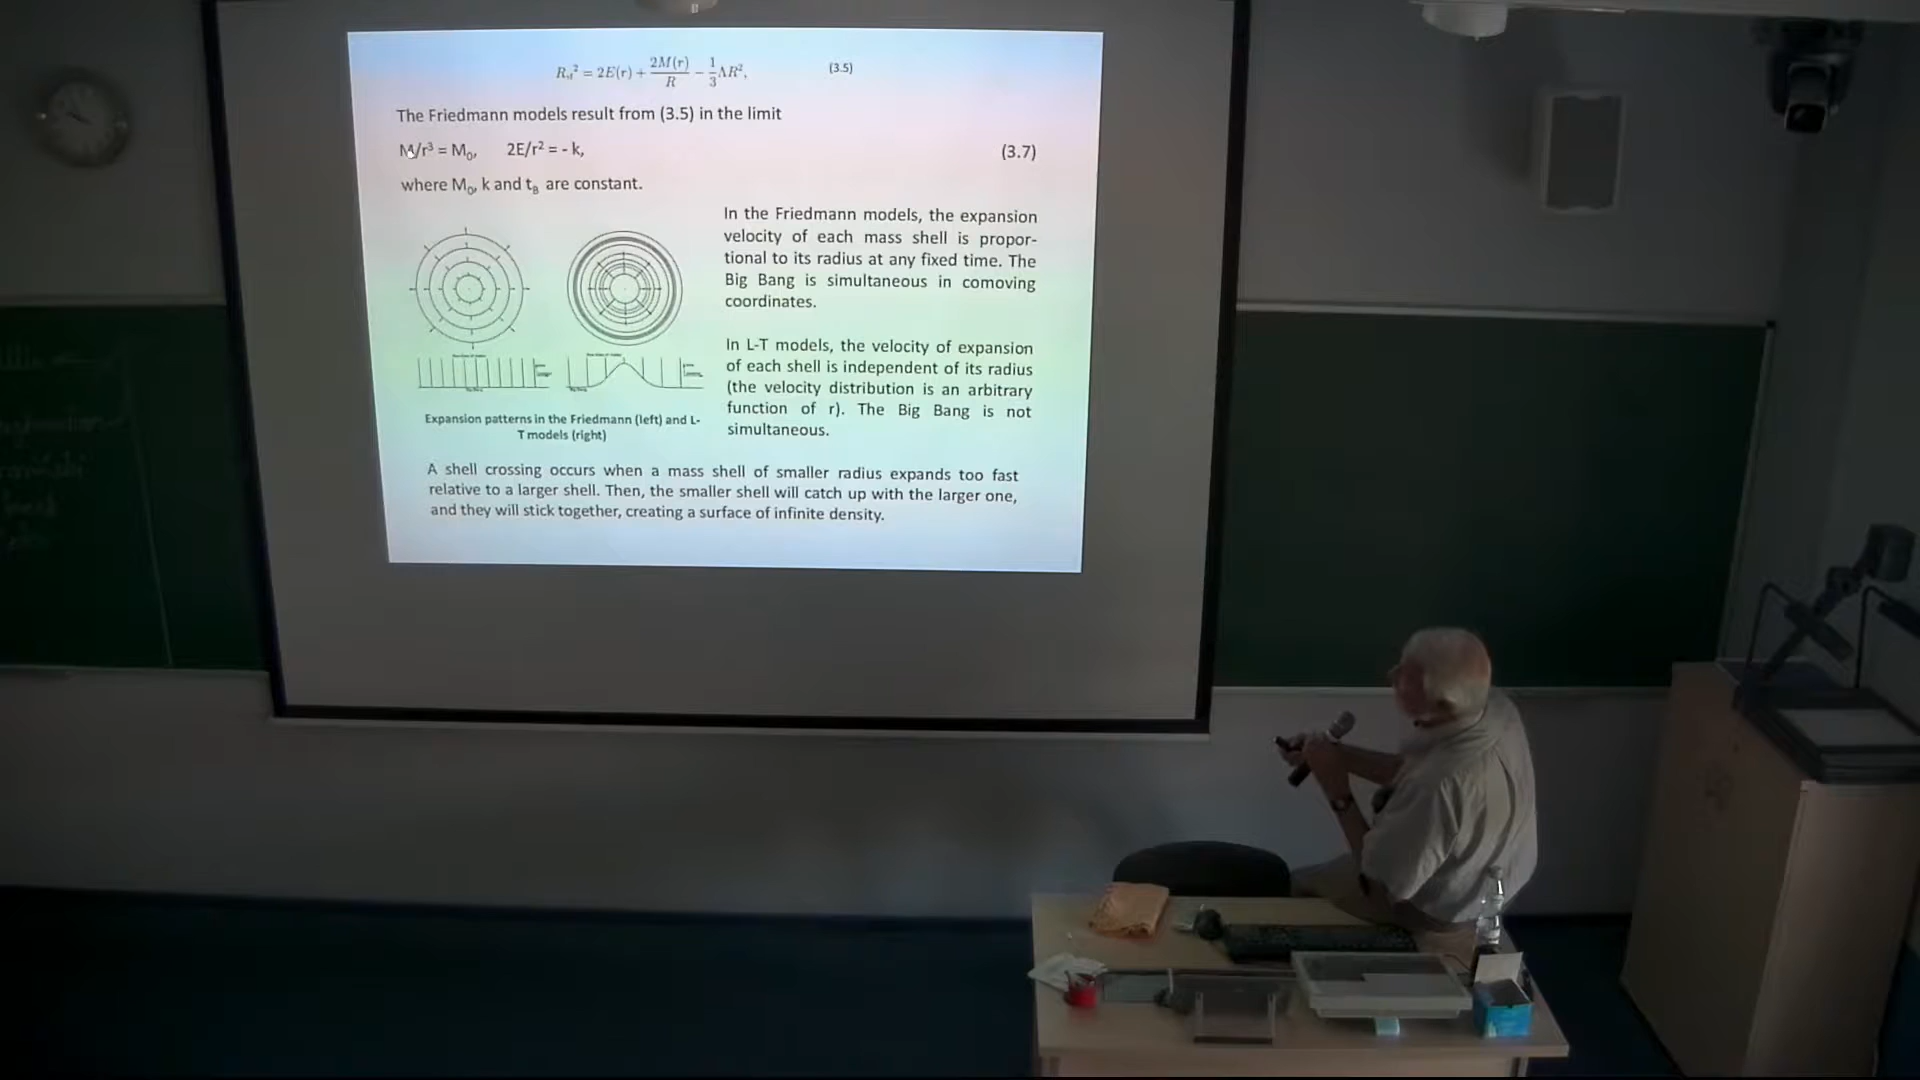 R,ₜ² = 2E(r) + 2M(r)/R − 1/3 ΛR², (3.5)
The Friedmann models result from (3.5) in the limit
M/r³ = M₀, 2E/r² = - k, (3.7)
where M₀, k and t_B are constant.
In the Friedmann models, the expansion
velocity of each mass shell is propor-
tional to its radius at any fixed time. The
Big Bang is simultaneous in comoving
coordinates.
In L-T models, the velocity of expansion
of each shell is independent of its radius
(the velocity distribution is an arbitrary
function of r). The Big Bang is not
simultaneous.
Expansion patterns in the Friedmann (left) and L-
T models (right)
A shell crossing occurs when a mass shell of smaller radius expands too fast
relative to a larger shell. Then, the smaller shell will catch up with the larger one,
and they will stick together, creating a surface of infinite density.